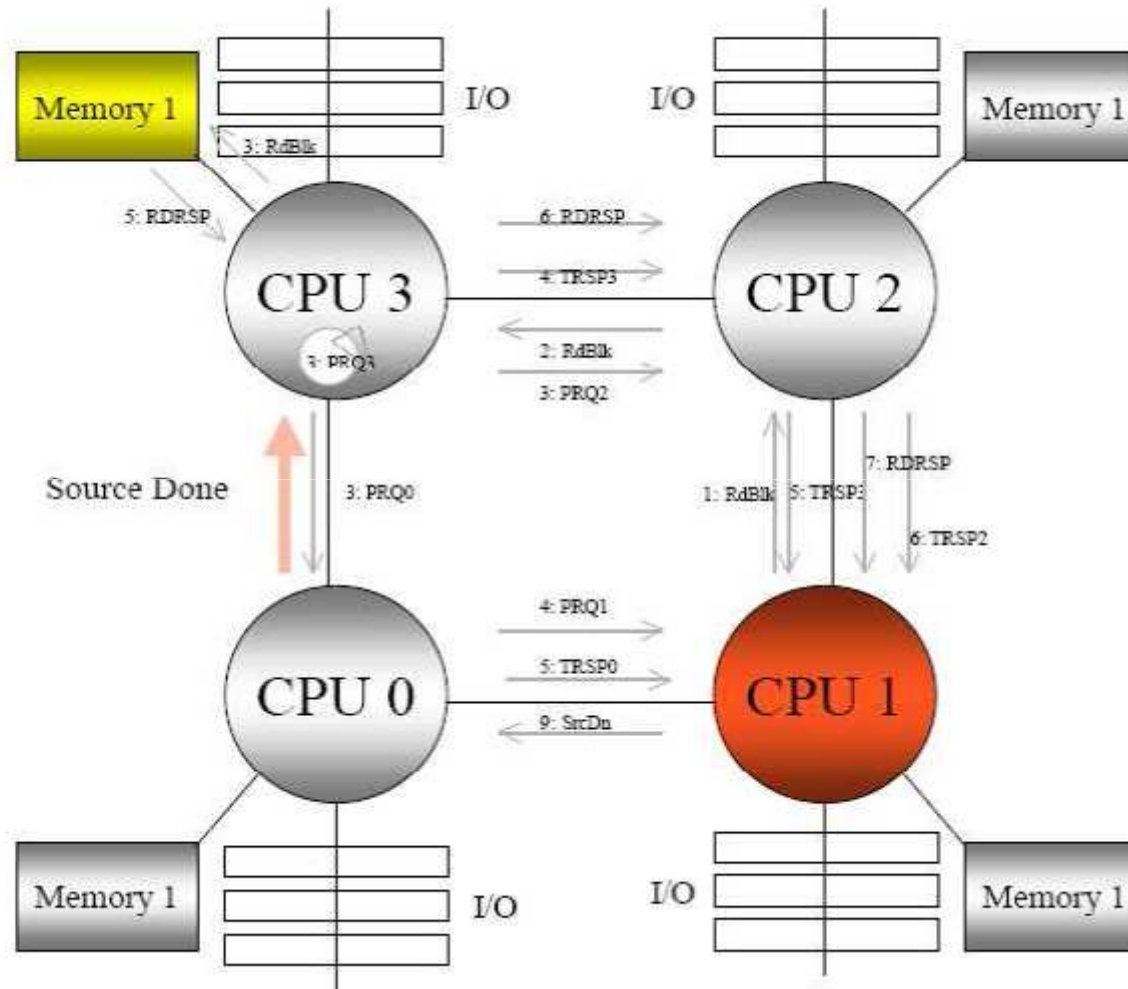 I/O
I/O
Memory 1
Memory 1
3: RdBlk
5: RDRSP
6: RDRSP
CPU 3
4: TRSP3
CPU 2
2: RdBlk
3: PRQ3
3: PRQ2
7: RDRSP
Source Done
3: PRQ0
1: RdBlk
5: TRSP3
6: TRSP2
4: PRQ1
5: TRSP0
CPU 0
CPU 1
9: SrcDn
Memory 1
I/O
I/O
Memory 1